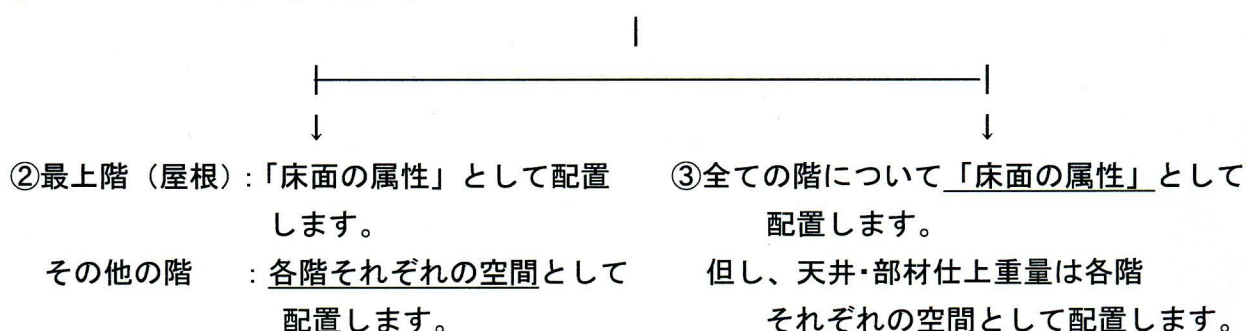 ②最上階(屋根):「床面の属性」として配置
します。
その他の階 :各階それぞれの空間として
配置します。
③全ての階について「床面の属性」として
配置します。
但し、天井・部材仕上重量は各階
それぞれの空間として配置します。